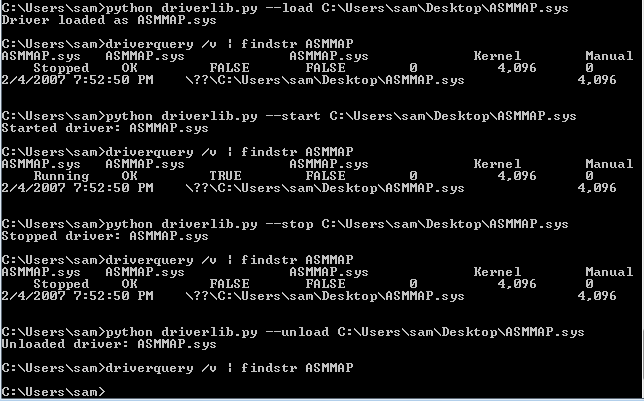 C:\Users\sam>python driverlib.py --load C:\Users\sam\Desktop\ASMMAP.sys
Driver loaded as ASMMAP.sys
C:\Users\sam>driverquery /v | findstr ASMMAP
ASMMAP.sys ASMMAP.sys ASMMAP.sys Kernel Manual
Stopped OK FALSE FALSE 0 4,096 0
2/4/2007 7:52:50 PM \??\C:\Users\sam\Desktop\ASMMAP.sys 4,096
C:\Users\sam>python driverlib.py --start C:\Users\sam\Desktop\ASMMAP.sys
Started driver: ASMMAP.sys
C:\Users\sam>driverquery /v | findstr ASMMAP
ASMMAP.sys ASMMAP.sys ASMMAP.sys Kernel Manual
Running OK TRUE FALSE 0 4,096 0
2/4/2007 7:52:50 PM \??\C:\Users\sam\Desktop\ASMMAP.sys 4,096
C:\Users\sam>python driverlib.py --stop C:\Users\sam\Desktop\ASMMAP.sys
Stopped driver: ASMMAP.sys
C:\Users\sam>driverquery /v | findstr ASMMAP
ASMMAP.sys ASMMAP.sys ASMMAP.sys Kernel Manual
Stopped OK FALSE FALSE 0 4,096 0
2/4/2007 7:52:50 PM \??\C:\Users\sam\Desktop\ASMMAP.sys 4,096
C:\Users\sam>python driverlib.py --unload C:\Users\sam\Desktop\ASMMAP.sys
Unloaded driver: ASMMAP.sys
C:\Users\sam>driverquery /v | findstr ASMMAP
C:\Users\sam>